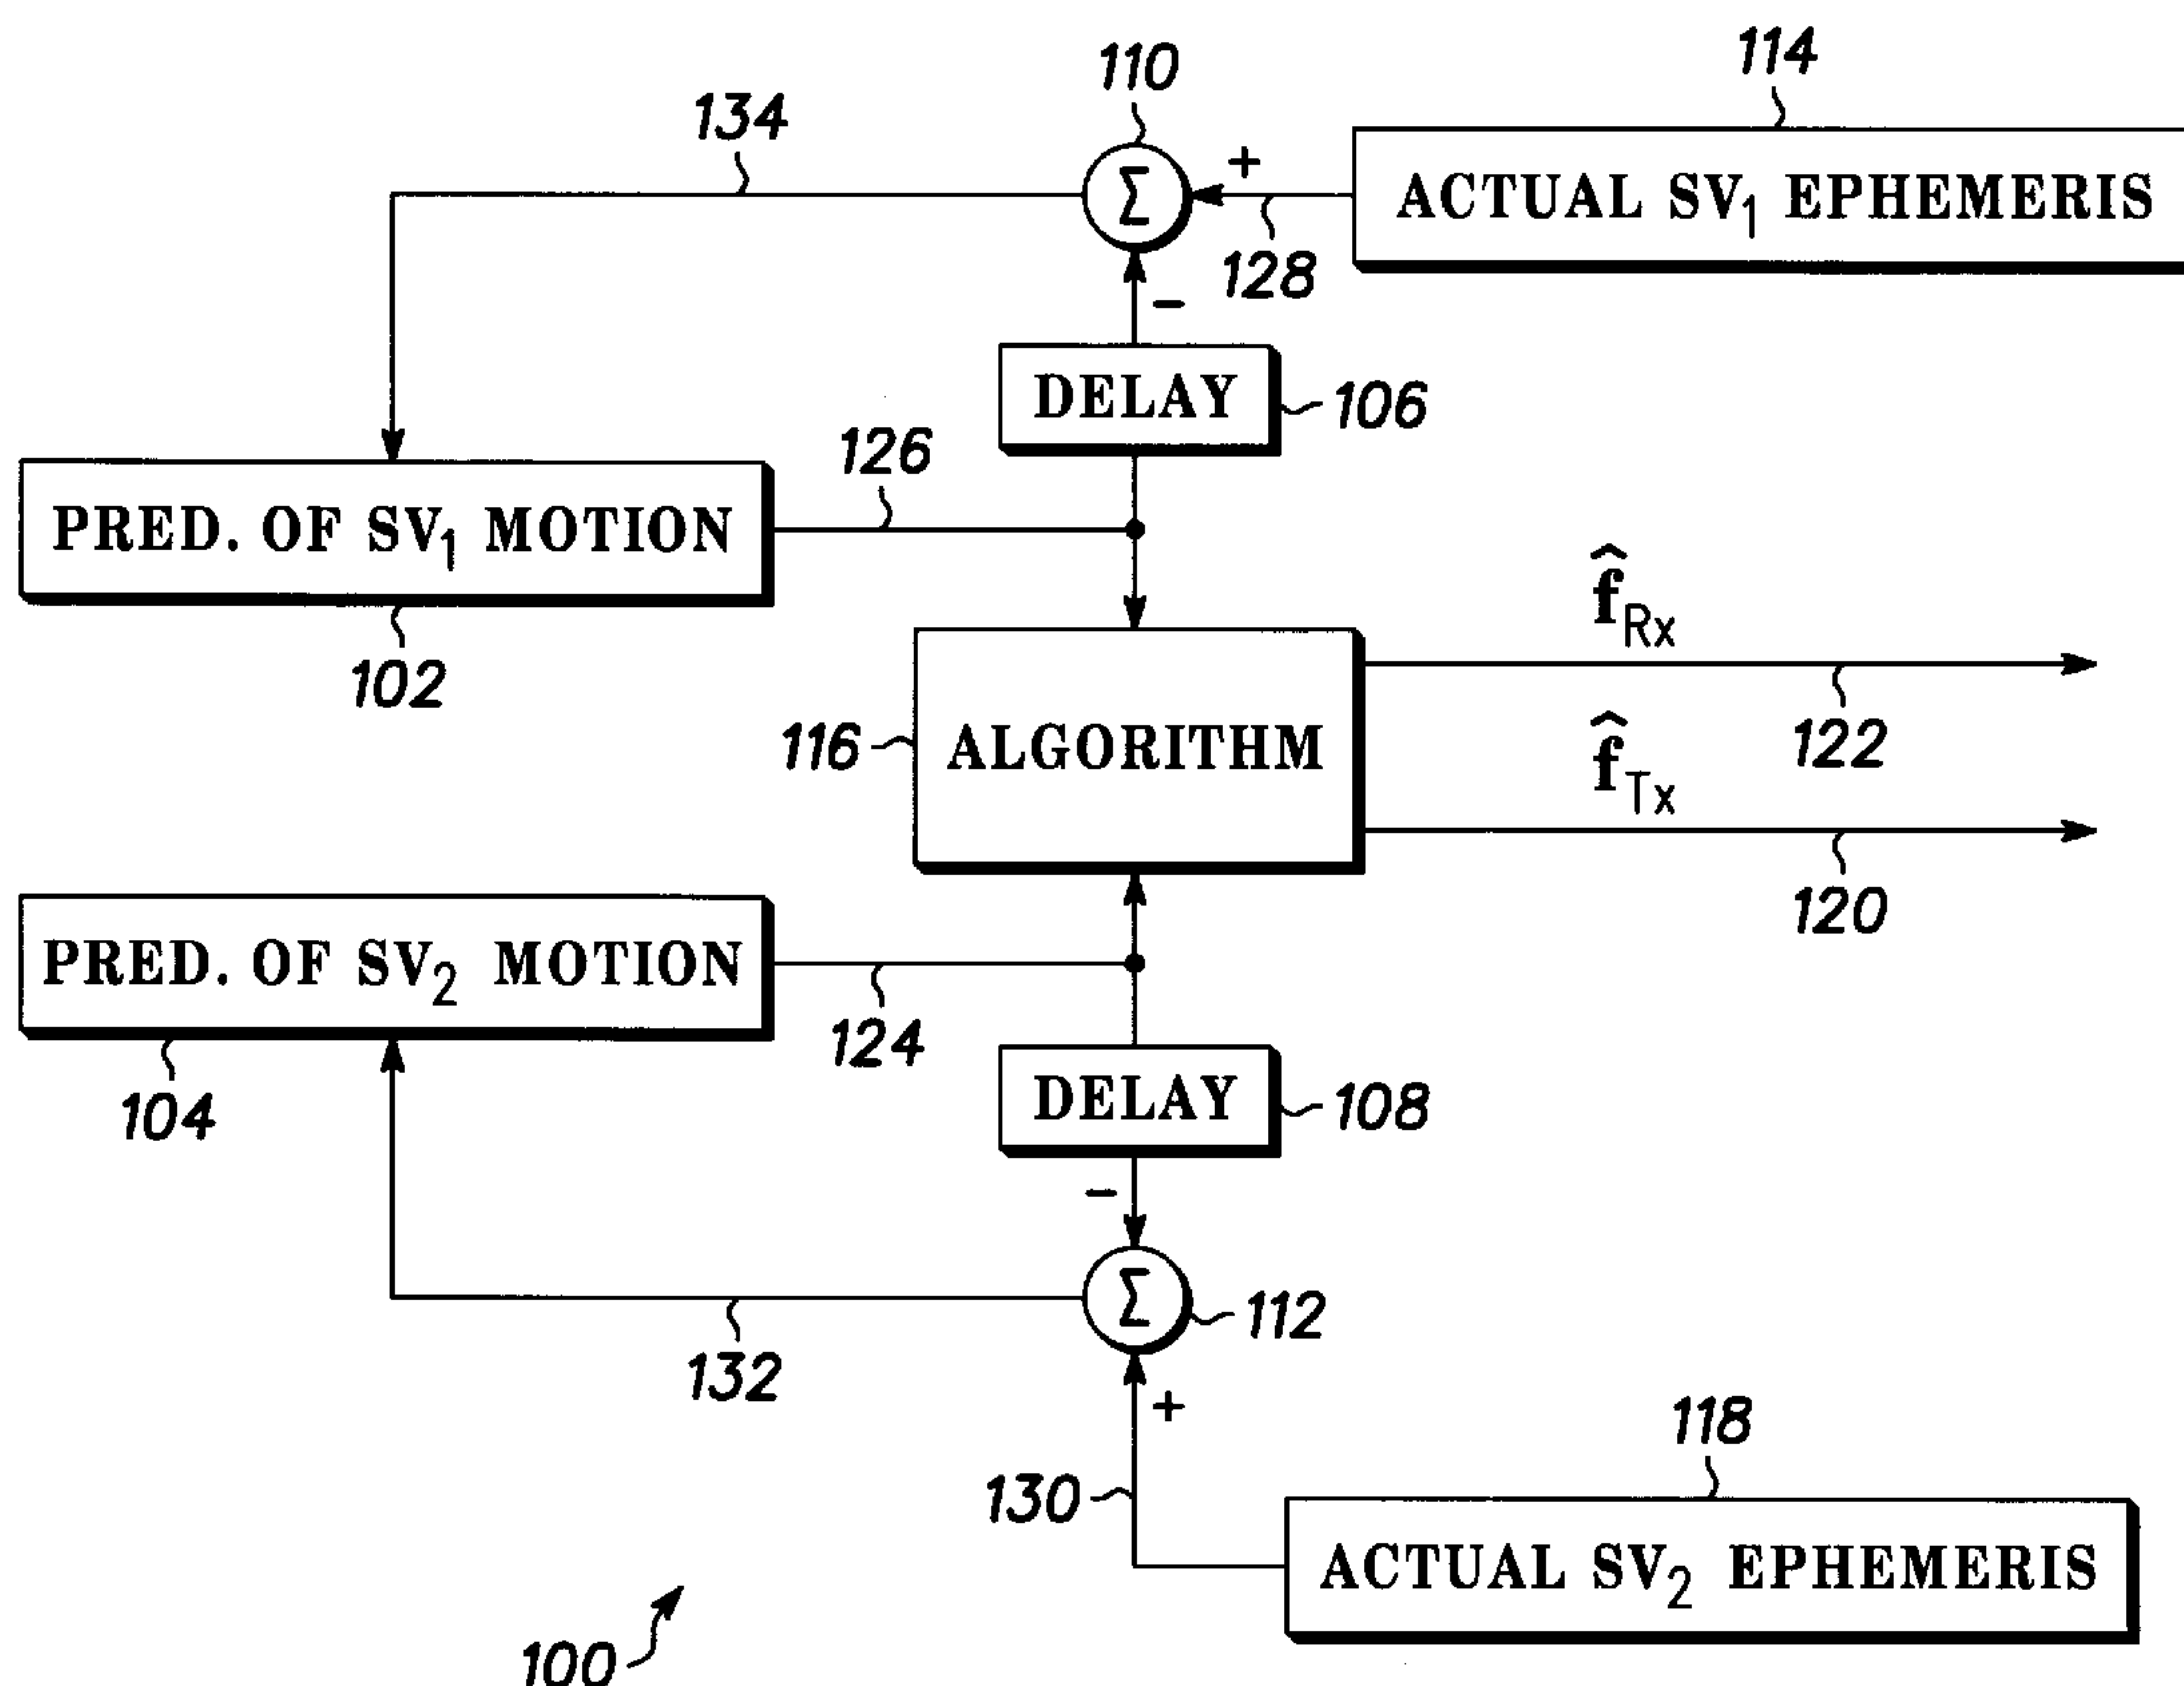 110
114
134
+
Σ
ACTUAL SV₁ EPHEMERIS
128
−
DELAY
106
126
PRED. OF SV₁ MOTION
102
f̂Rx
122
116
ALGORITHM
f̂Tx
120
PRED. OF SV₂ MOTION
124
104
DELAY
108
−
Σ
112
132
+
118
130
ACTUAL SV₂ EPHEMERIS
100